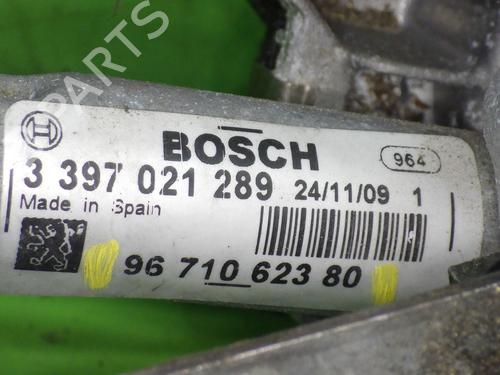 BOSCH
964
3 397 021 289 24/11/09 1
Made in Spain
96 710 623 80
B-PARTS